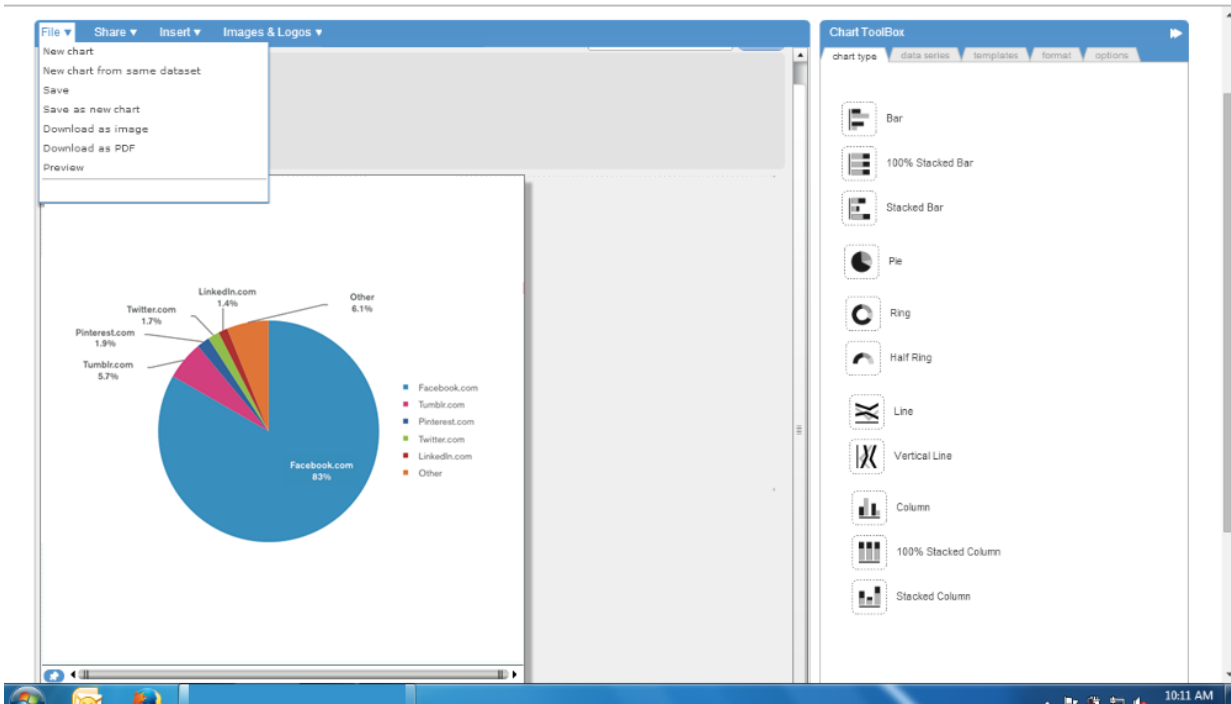 File ▼ Share ▼ Insert ▼ Images & Logos ▼
New chart
New chart from same dataset
Save
Save as new chart
Download as image
Download as PDF
Preview
LinkedIn.com
1.4%
Other
6.1%
Twitter.com
1.7%
Pinterest.com
1.9%
Tumblr.com
5.7%
Facebook.com
83%
Facebook.com
Tumblr.com
Pinterest.com
Twitter.com
LinkedIn.com
Other
Chart ToolBox
chart type data series templates format options
Bar
100% Stacked Bar
Stacked Bar
Pie
Ring
Half Ring
Line
Vertical Line
Column
100% Stacked Column
Stacked Column
10:11 AM